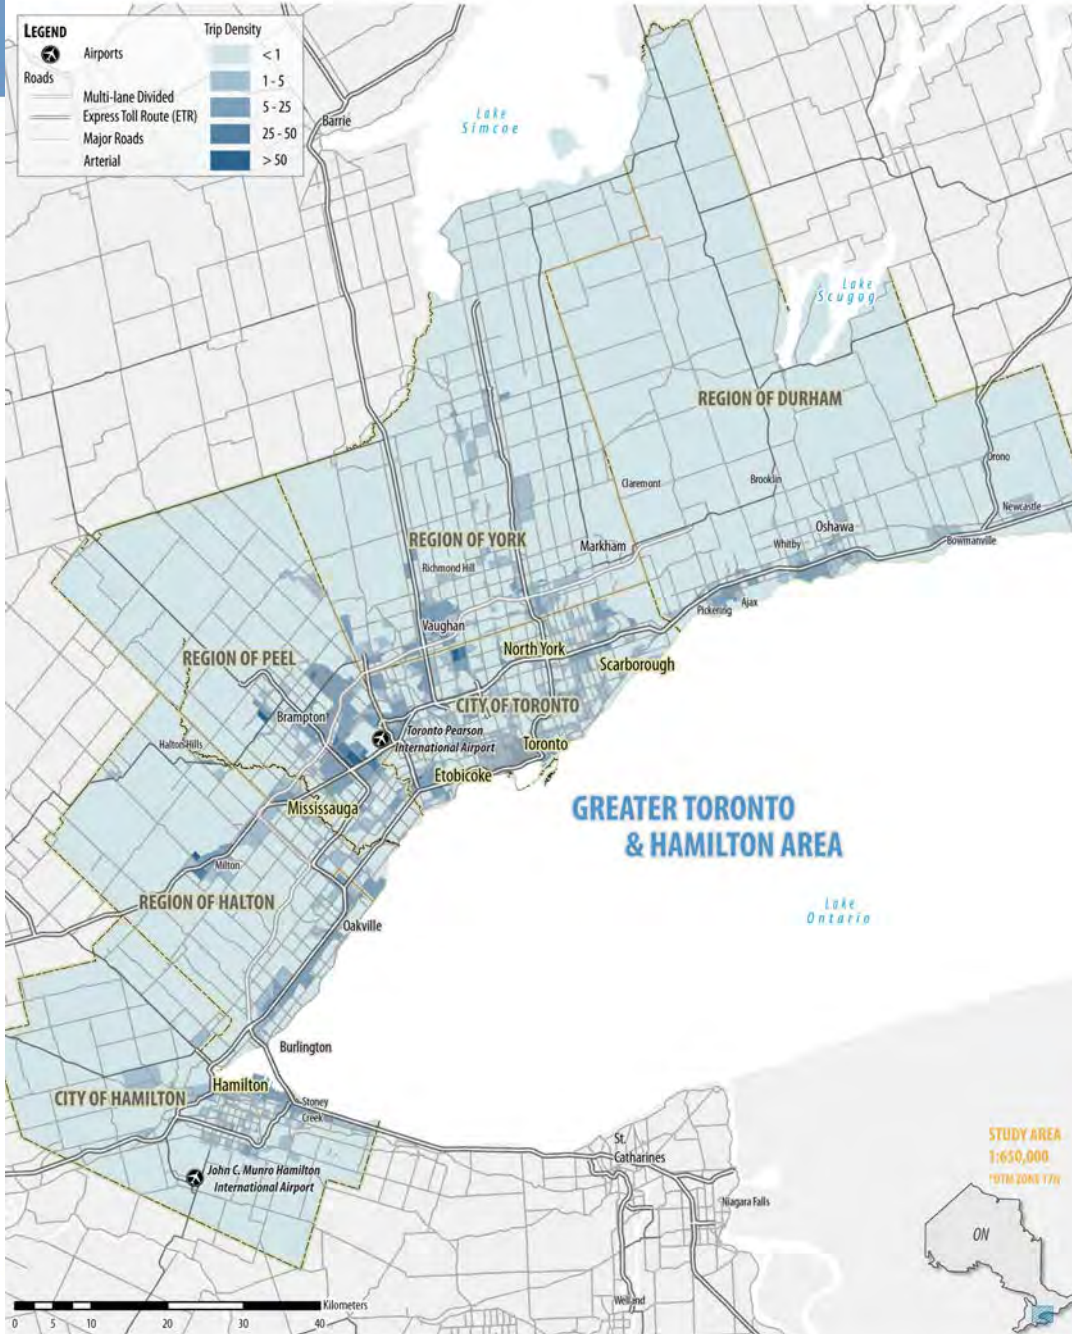 LEGEND
Airports
Roads
Multi-lane Divided
Express Toll Route (ETR)
Major Roads
Arterial
Trip Density
< 1
1 - 5
5 - 25
25 - 50
> 50
Barrie
Lake
Simcoe
Lake
Scugog
REGION OF DURHAM
Orono
Claremont
Brooklin
Newcastle
Oshawa
REGION OF YORK
Markham
Whitby
Bowmanville
Richmond Hill
Ajax
Pickering
Vaughan
North York
REGION OF PEEL
Scarborough
CITY OF TORONTO
Brampton
Toronto Pearson
International Airport
Halton Hills
Toronto
Etobicoke
Mississauga
GREATER TORONTO
& HAMILTON AREA
Milton
REGION OF HALTON
Lake
Ontario
Oakville
Burlington
Hamilton
CITY OF HAMILTON
Stoney
Creek
St.
Catharines
STUDY AREA
1:650,000
*UTM ZONE 17N
John C. Munro Hamilton
International Airport
Niagara Falls
ON
Welland
Kilometers
0 5 10 20 30 40